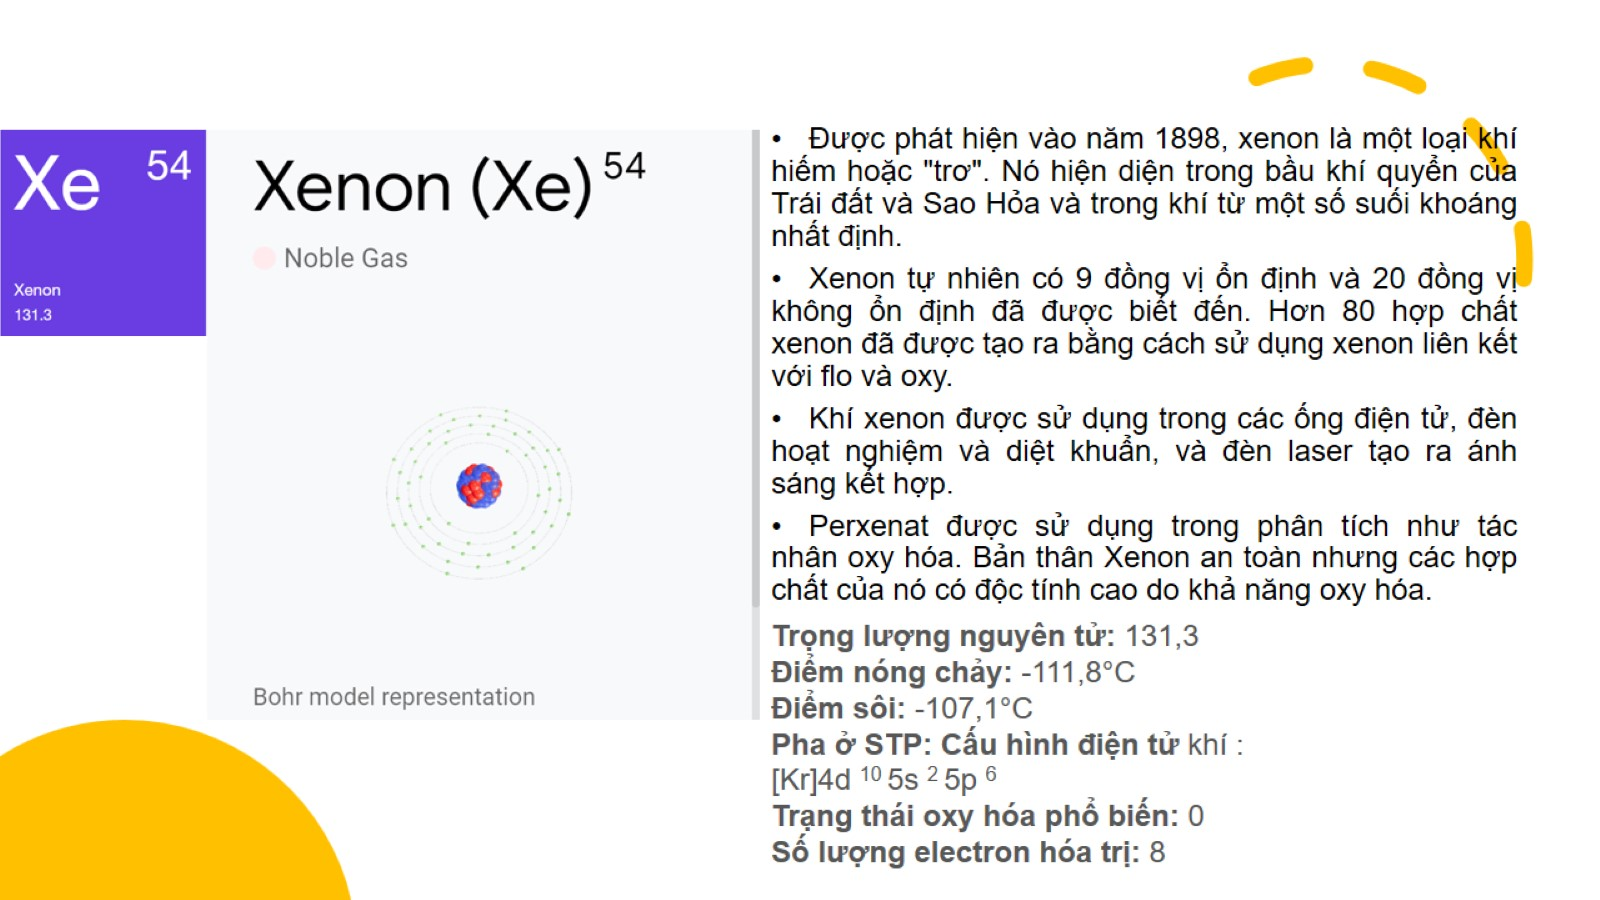 Xe 54
Xenon
131.3
Xenon (Xe) 54
Noble Gas
Bohr model representation
• Được phát hiện vào năm 1898, xenon là một loại khí
hiếm hoặc "trơ". Nó hiện diện trong bầu khí quyển của
Trái đất và Sao Hỏa và trong khí từ một số suối khoáng
nhất định.
• Xenon tự nhiên có 9 đồng vị ổn định và 20 đồng vị
không ổn định đã được biết đến. Hơn 80 hợp chất
xenon đã được tạo ra bằng cách sử dụng xenon liên kết
với flo và oxy.
• Khí xenon được sử dụng trong các ống điện tử, đèn
hoạt nghiệm và diệt khuẩn, và đèn laser tạo ra ánh
sáng kết hợp.
• Perxenat được sử dụng trong phân tích như tác
nhân oxy hóa. Bản thân Xenon an toàn nhưng các hợp
chất của nó có độc tính cao do khả năng oxy hóa.
Trọng lượng nguyên tử: 131,3
Điểm nóng chảy: -111,8°C
Điểm sôi: -107,1°C
Pha ở STP: Cấu hình điện tử khí :
[Kr]4d 10 5s 2 5p 6
Trạng thái oxy hóa phổ biến: 0
Số lượng electron hóa trị: 8